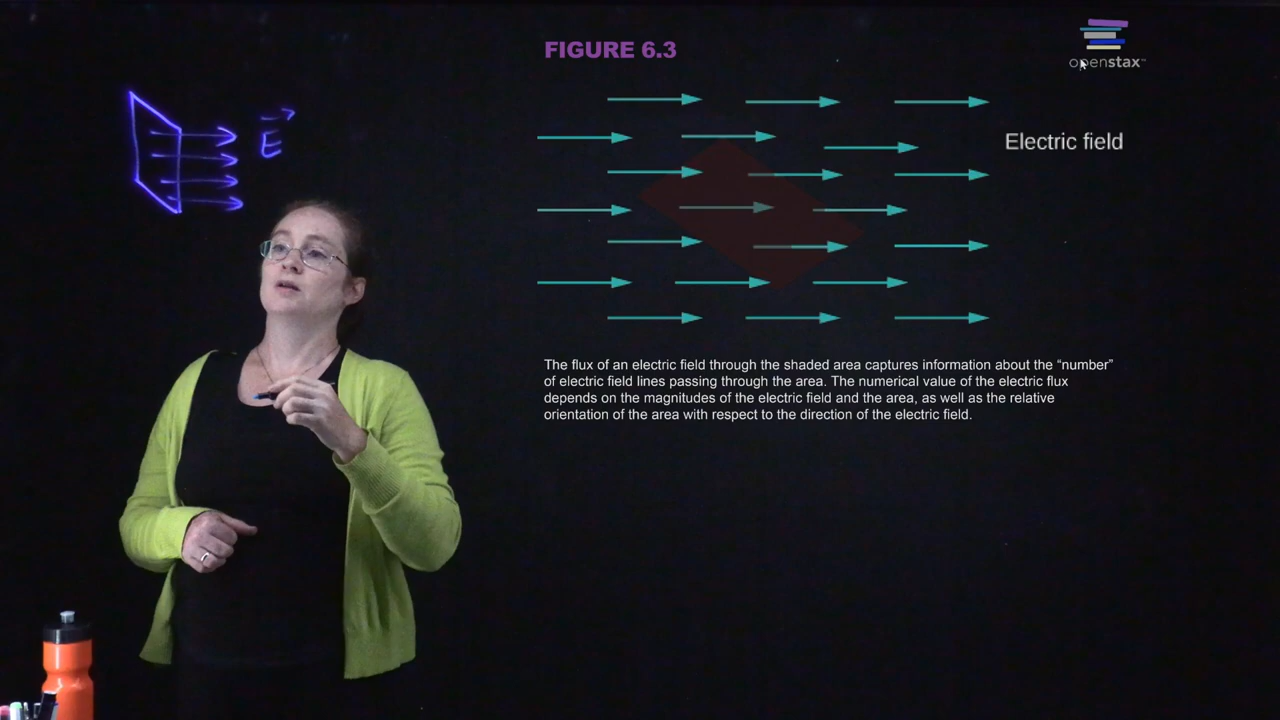 FIGURE 6.3
openstax™
E
Electric field
The flux of an electric field through the shaded area captures information about the “number”
of electric field lines passing through the area. The numerical value of the electric flux
depends on the magnitudes of the electric field and the area, as well as the relative
orientation of the area with respect to the direction of the electric field.